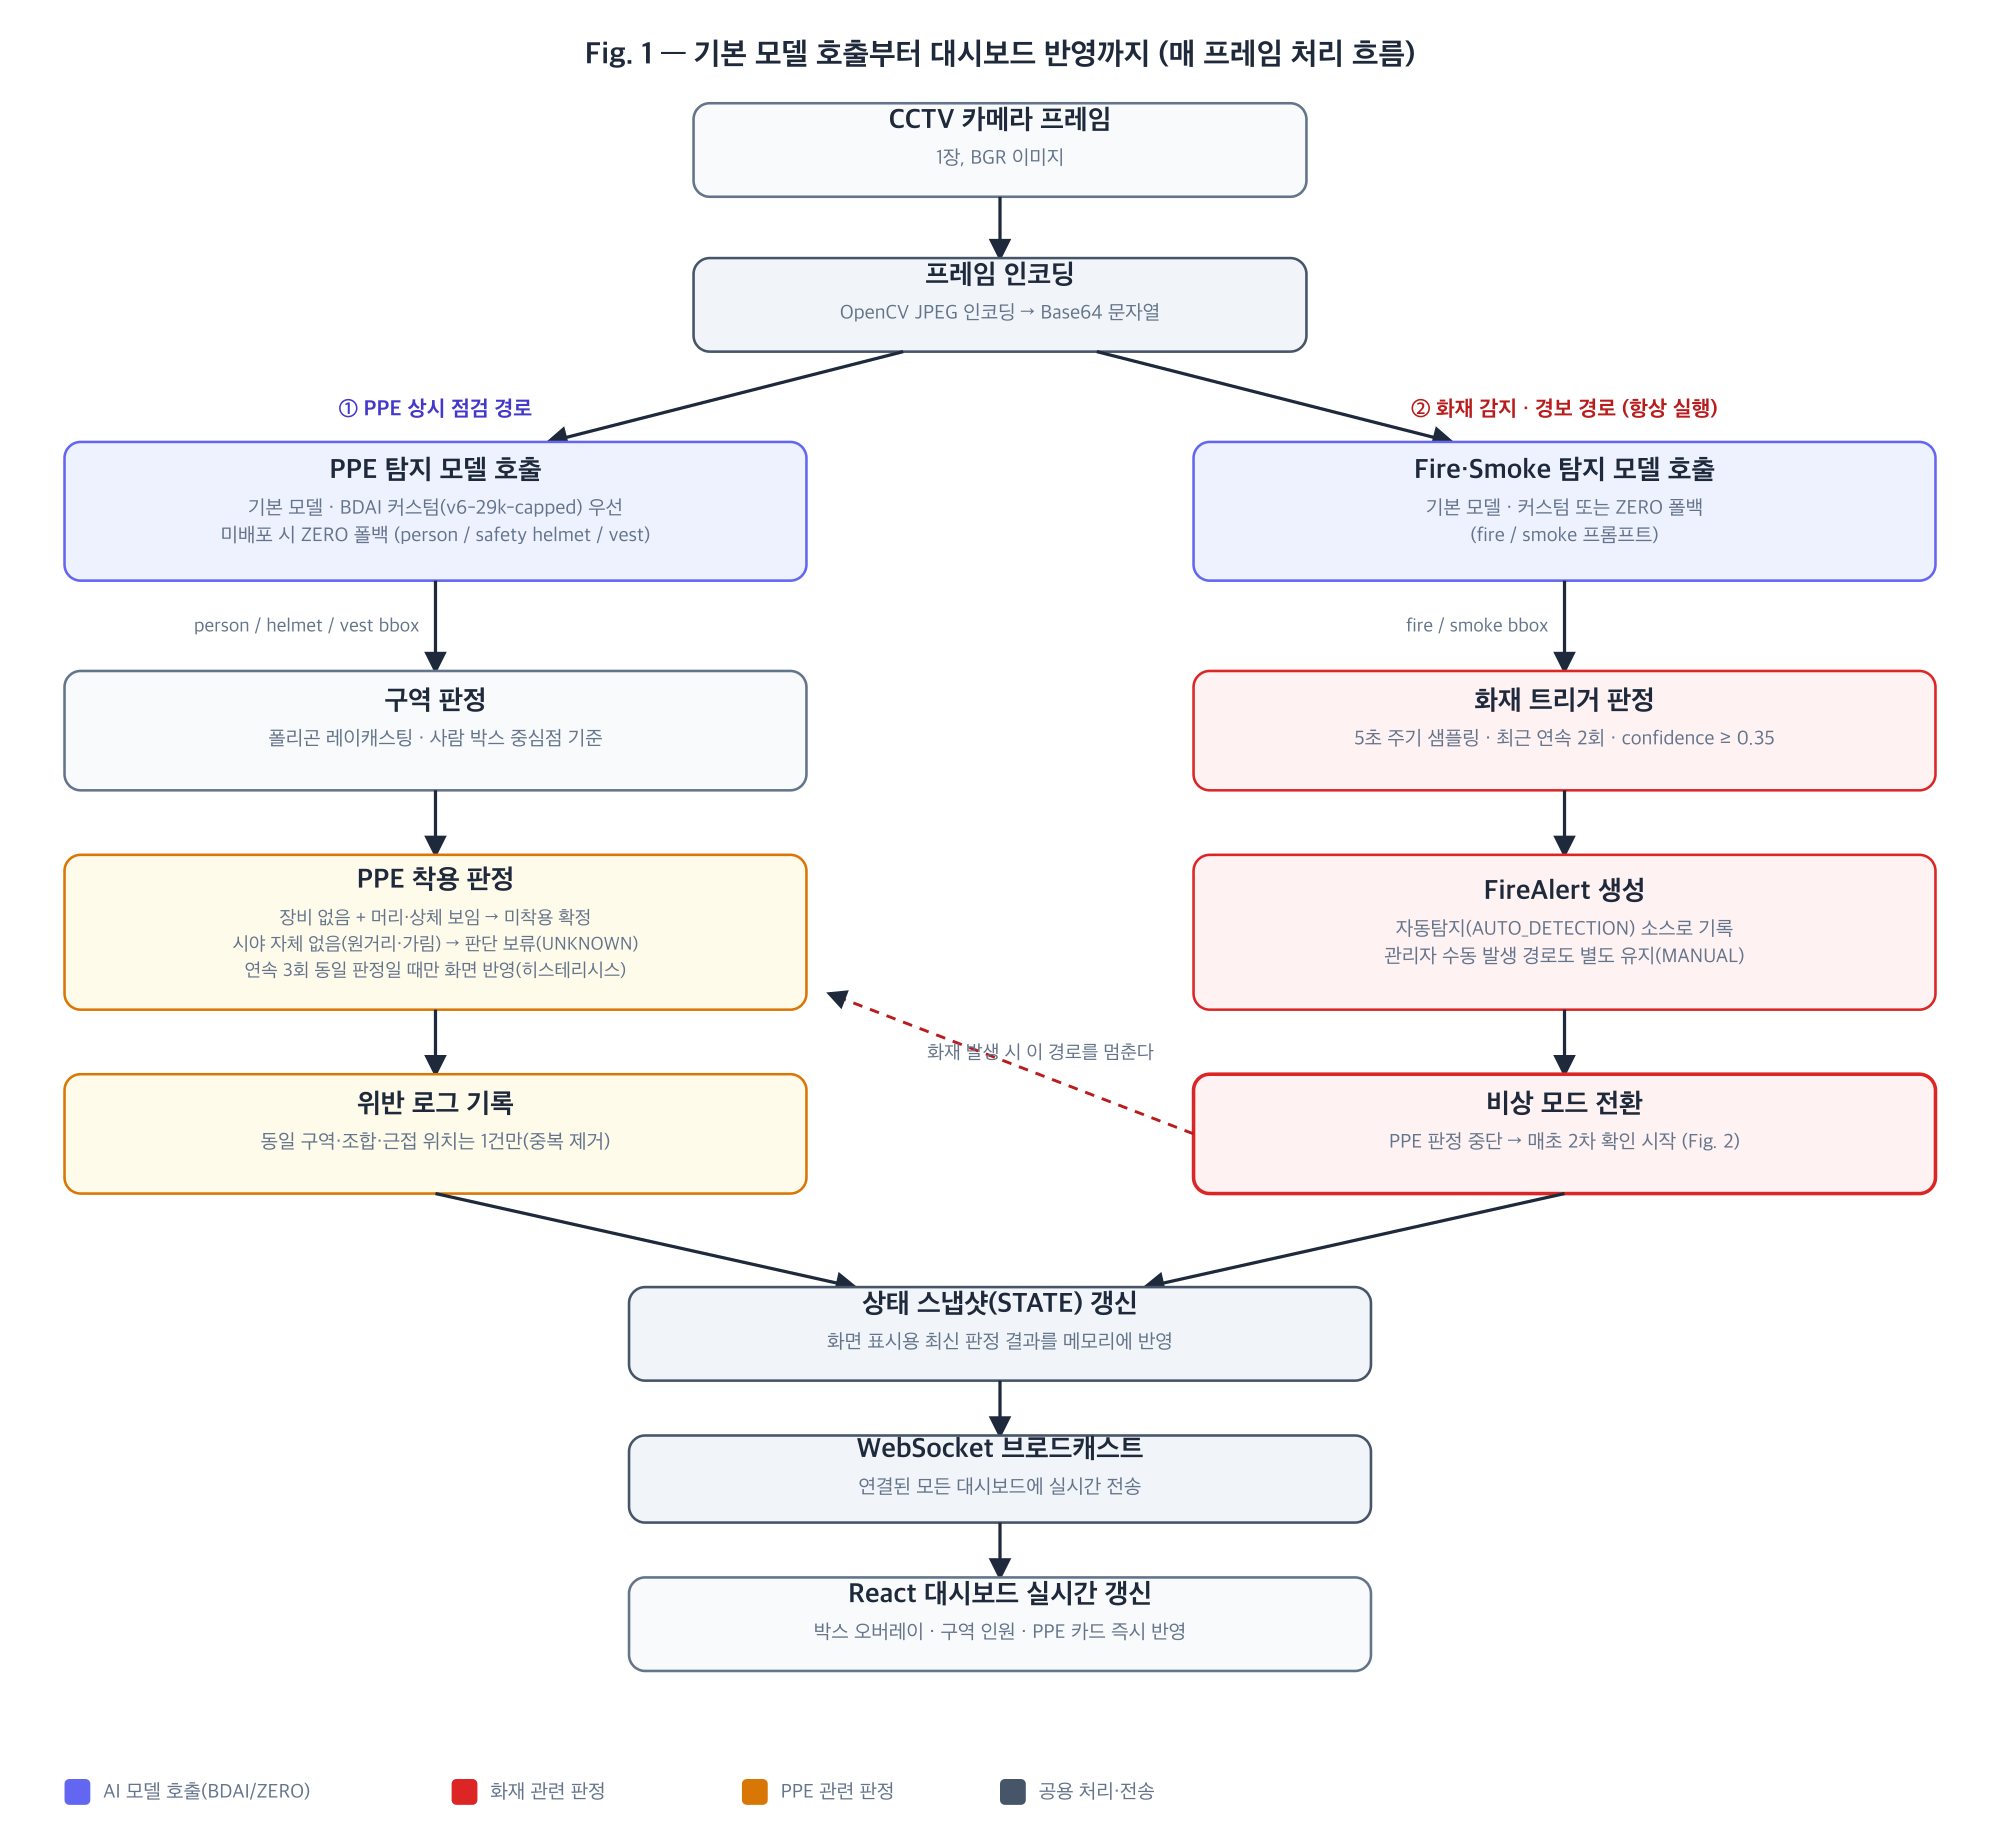 Fig. 1 — 기본 모델 호출부터 대시보드 반영까지 (매 프레임 처리 흐름)
CCTV 카메라 프레임
1장, BGR 이미지
프레임 인코딩
OpenCV JPEG 인코딩 → Base64 문자열
① PPE 상시 점검 경로
② 화재 감지 · 경보 경로 (항상 실행)
PPE 탐지 모델 호출
기본 모델 · BDAI 커스텀(v6-29k-capped) 우선
미배포 시 ZERO 폴백 (person / safety helmet / vest)
Fire·Smoke 탐지 모델 호출
기본 모델 · 커스텀 또는 ZERO 폴백
(fire / smoke 프롬프트)
person / helmet / vest bbox
fire / smoke bbox
구역 판정
폴리곤 레이캐스팅 · 사람 박스 중심점 기준
화재 트리거 판정
5초 주기 샘플링 · 최근 연속 2회 · confidence ≥ 0.35
PPE 착용 판정
장비 없음 + 머리·상체 보임 → 미착용 확정
시야 자체 없음(원거리·가림) → 판단 보류(UNKNOWN)
연속 3회 동일 판정일 때만 화면 반영(히스테리시스)
FireAlert 생성
자동탐지(AUTO_DETECTION) 소스로 기록
관리자 수동 발생 경로도 별도 유지(MANUAL)
화재 발생 시 이 경로를 멈춘다
위반 로그 기록
동일 구역·조합·근접 위치는 1건만(중복 제거)
비상 모드 전환
PPE 판정 중단 → 매초 2차 확인 시작 (Fig. 2)
상태 스냅샷(STATE) 갱신
화면 표시용 최신 판정 결과를 메모리에 반영
WebSocket 브로드캐스트
연결된 모든 대시보드에 실시간 전송
React 대시보드 실시간 갱신
박스 오버레이 · 구역 인원 · PPE 카드 즉시 반영
AI 모델 호출(BDAI/ZERO)
화재 관련 판정
PPE 관련 판정
공용 처리·전송